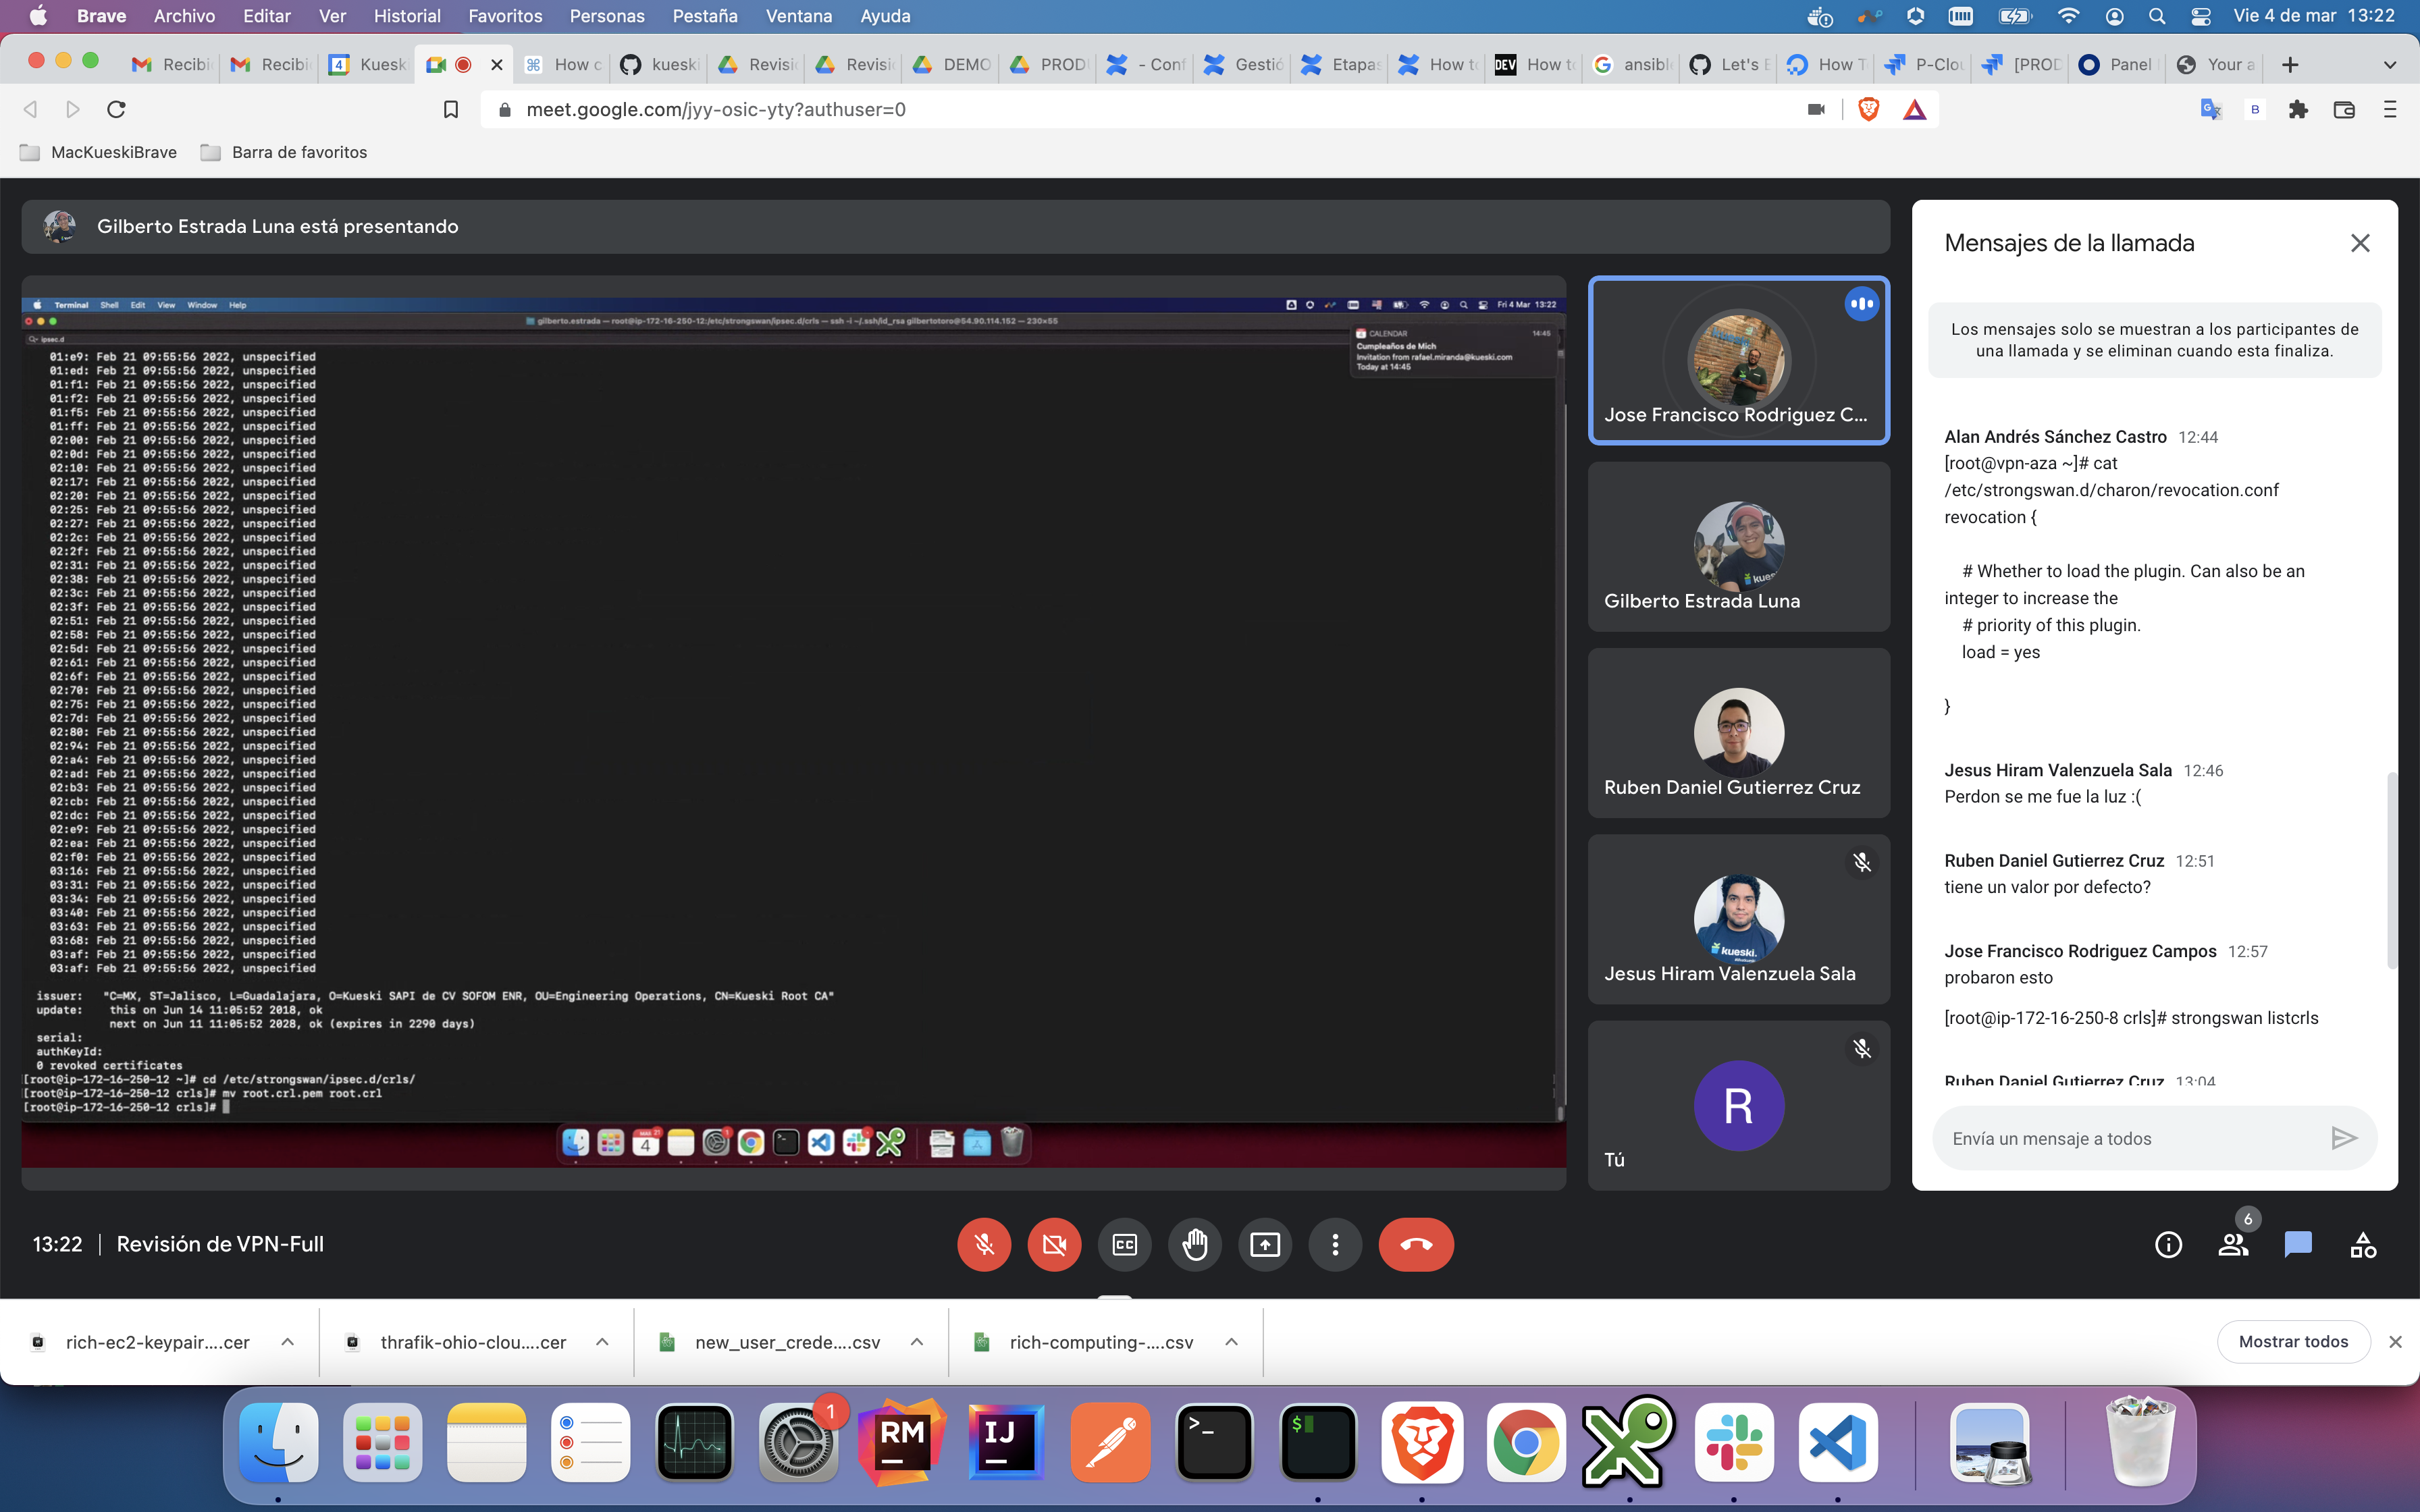 Brave Archivo Editar Ver Historial Favoritos Personas Pestaña Ventana Ayuda Vie 4 de mar 13:22
Recibi Recibi Kueski How c kueski Revisi Revisi DEMO PROD - Conf Gestió Etapas How to How to ansible Let's E How T P-Clou [PROD Panel Your a
meet.google.com/jyy-osic-yty?authuser=0
MacKueskiBrave Barra de favoritos
Gilberto Estrada Luna está presentando
Terminal Shell Edit View Window Help Fri 4 Mar 13:22
gilberto.estrada — root@ip-172-16-250-12:/etc/strongswan/ipsec.d/crls — ssh -i ~/.ssh/id_rsa gilbertotoro@54.90.114.152 — 230×55
ipsec.d
CALENDAR 14:45
Cumpleaños de Mich
Invitation from rafael.miranda@kueski.com
Today at 14:45
01:e9: Feb 21 09:55:56 2022, unspecified
01:ed: Feb 21 09:55:56 2022, unspecified
01:f1: Feb 21 09:55:56 2022, unspecified
01:f2: Feb 21 09:55:56 2022, unspecified
01:f5: Feb 21 09:55:56 2022, unspecified
01:ff: Feb 21 09:55:56 2022, unspecified
02:00: Feb 21 09:55:56 2022, unspecified
02:0d: Feb 21 09:55:56 2022, unspecified
02:10: Feb 21 09:55:56 2022, unspecified
02:17: Feb 21 09:55:56 2022, unspecified
02:20: Feb 21 09:55:56 2022, unspecified
02:25: Feb 21 09:55:56 2022, unspecified
02:27: Feb 21 09:55:56 2022, unspecified
02:2c: Feb 21 09:55:56 2022, unspecified
02:2f: Feb 21 09:55:56 2022, unspecified
02:31: Feb 21 09:55:56 2022, unspecified
02:38: Feb 21 09:55:56 2022, unspecified
02:3c: Feb 21 09:55:56 2022, unspecified
02:3f: Feb 21 09:55:56 2022, unspecified
02:51: Feb 21 09:55:56 2022, unspecified
02:58: Feb 21 09:55:56 2022, unspecified
02:5d: Feb 21 09:55:56 2022, unspecified
02:61: Feb 21 09:55:56 2022, unspecified
02:6f: Feb 21 09:55:56 2022, unspecified
02:70: Feb 21 09:55:56 2022, unspecified
02:75: Feb 21 09:55:56 2022, unspecified
02:7d: Feb 21 09:55:56 2022, unspecified
02:80: Feb 21 09:55:56 2022, unspecified
02:94: Feb 21 09:55:56 2022, unspecified
02:a4: Feb 21 09:55:56 2022, unspecified
02:ad: Feb 21 09:55:56 2022, unspecified
02:b3: Feb 21 09:55:56 2022, unspecified
02:cb: Feb 21 09:55:56 2022, unspecified
02:dc: Feb 21 09:55:56 2022, unspecified
02:e9: Feb 21 09:55:56 2022, unspecified
02:ea: Feb 21 09:55:56 2022, unspecified
02:f0: Feb 21 09:55:56 2022, unspecified
03:16: Feb 21 09:55:56 2022, unspecified
03:31: Feb 21 09:55:56 2022, unspecified
03:34: Feb 21 09:55:56 2022, unspecified
03:40: Feb 21 09:55:56 2022, unspecified
03:63: Feb 21 09:55:56 2022, unspecified
03:68: Feb 21 09:55:56 2022, unspecified
03:af: Feb 21 09:55:56 2022, unspecified
03:af: Feb 21 09:55:56 2022, unspecified
issuer: "C=MX, ST=Jalisco, L=Guadalajara, O=Kueski SAPI de CV SOFOM ENR, OU=Engineering Operations, CN=Kueski Root CA"
update: this on Jun 14 11:05:52 2018, ok
next on Jun 11 11:05:52 2028, ok (expires in 2290 days)
serial:
authKeyId:
0 revoked certificates
[root@ip-172-16-250-12 ~]# cd /etc/strongswan/ipsec.d/crls/
[root@ip-172-16-250-12 crls]# mv root.crl.pem root.crl
[root@ip-172-16-250-12 crls]#
Jose Francisco Rodriguez C...
Gilberto Estrada Luna
Ruben Daniel Gutierrez Cruz
kueski.
Jesus Hiram Valenzuela Sala
R
Tú
Mensajes de la llamada
Los mensajes solo se muestran a los participantes de
una llamada y se eliminan cuando esta finaliza.
Alan Andrés Sánchez Castro 12:44
[root@vpn-aza ~]# cat
/etc/strongswan.d/charon/revocation.conf
revocation {
# Whether to load the plugin. Can also be an
integer to increase the
# priority of this plugin.
load = yes
}
Jesus Hiram Valenzuela Sala 12:46
Perdon se me fue la luz :(
Ruben Daniel Gutierrez Cruz 12:51
tiene un valor por defecto?
Jose Francisco Rodriguez Campos 12:57
probaron esto
[root@ip-172-16-250-8 crls]# strongswan listcrls
Ruben Daniel Gutierrez Cruz 13:04
Envía un mensaje a todos
13:22 | Revisión de VPN-Full
6
rich-ec2-keypair....cer
thrafik-ohio-clou....cer
new_user_crede....csv
rich-computing-....csv
Mostrar todos
1
RM
IJ